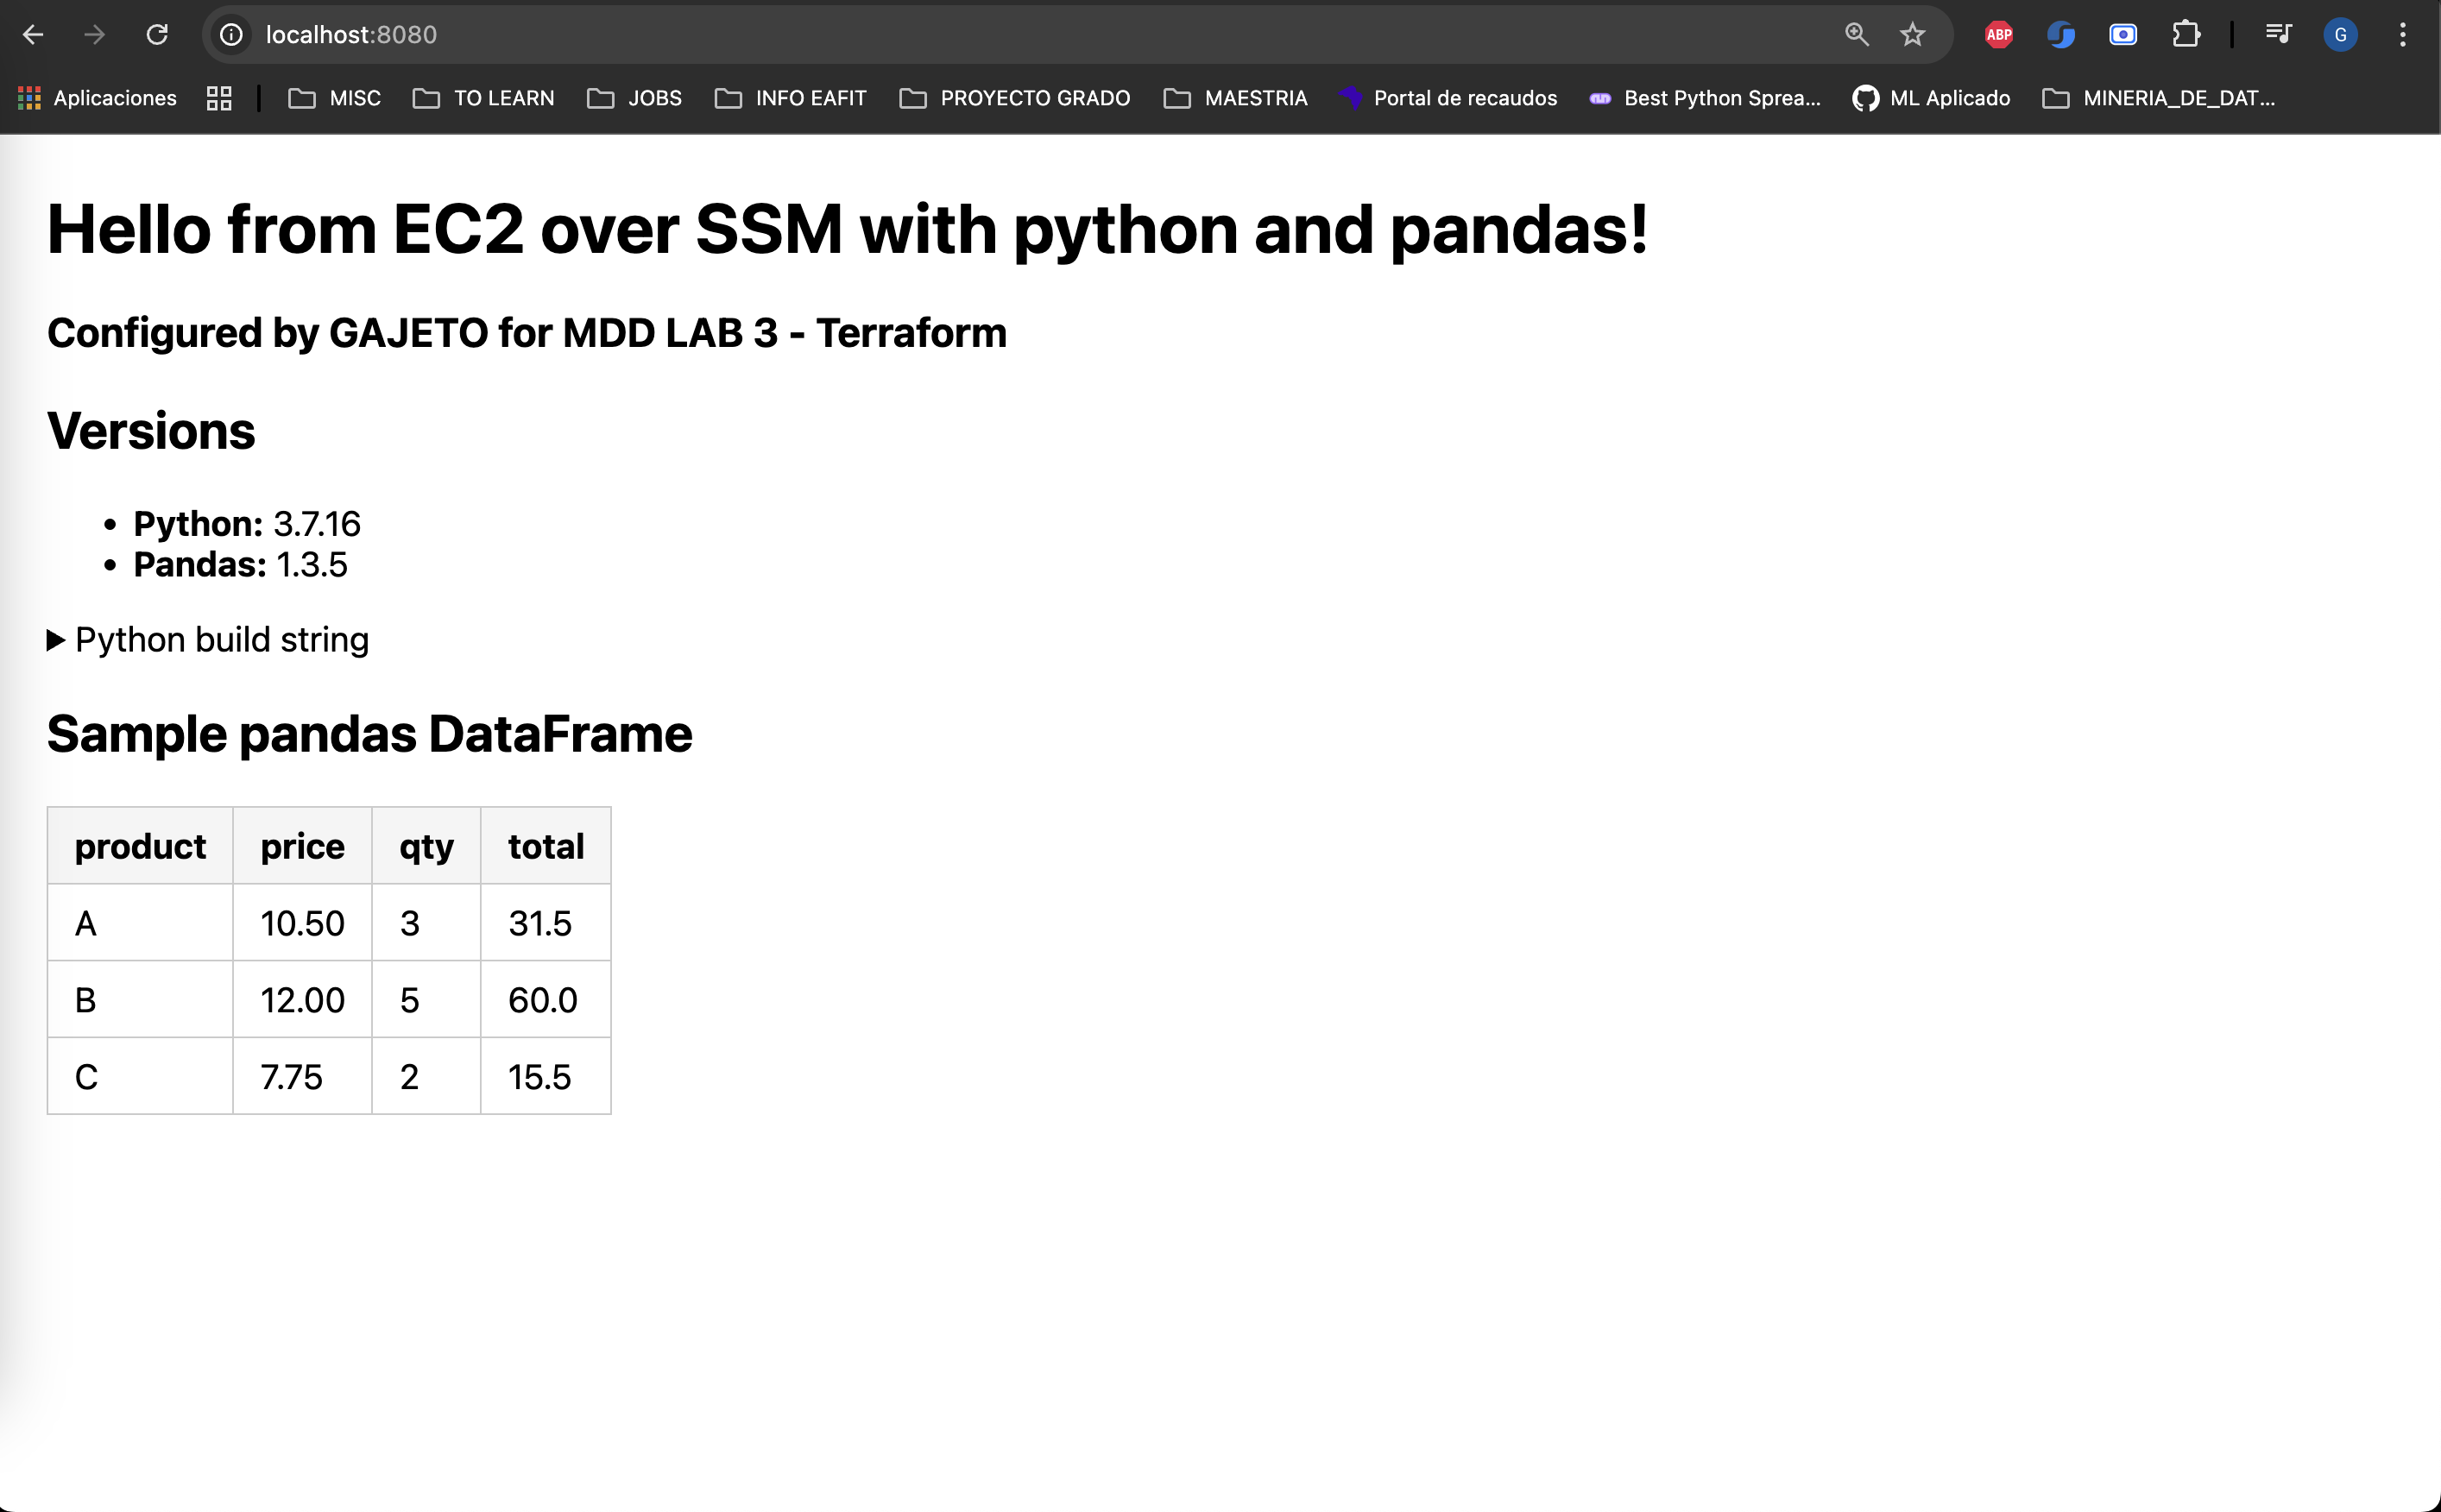 localhost:8080
ABP
G
Aplicaciones MISC TO LEARN JOBS INFO EAFIT PROYECTO GRADO MAESTRIA Portal de recaudos Best Python Sprea... ML Aplicado MINERIA_DE_DAT...
Hello from EC2 over SSM with python and pandas!
Configured by GAJETO for MDD LAB 3 - Terraform
Versions
• Python: 3.7.16
• Pandas: 1.3.5
Python build string
Sample pandas DataFrame
product price qty total
A 10.50 3 31.5
B 12.00 5 60.0
C 7.75 2 15.5